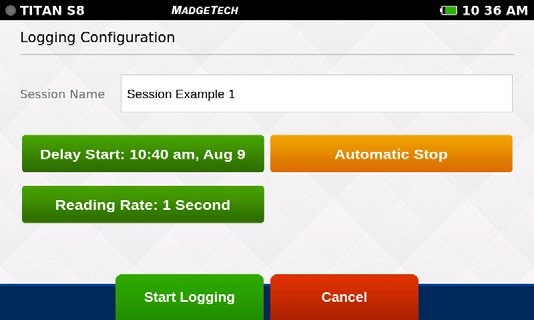 TITAN S8 MADGETECH 10 36 AM
Logging Configuration
Session Name Session Example 1
Delay Start: 10:40 am, Aug 9 Automatic Stop
Reading Rate: 1 Second
Start Logging Cancel